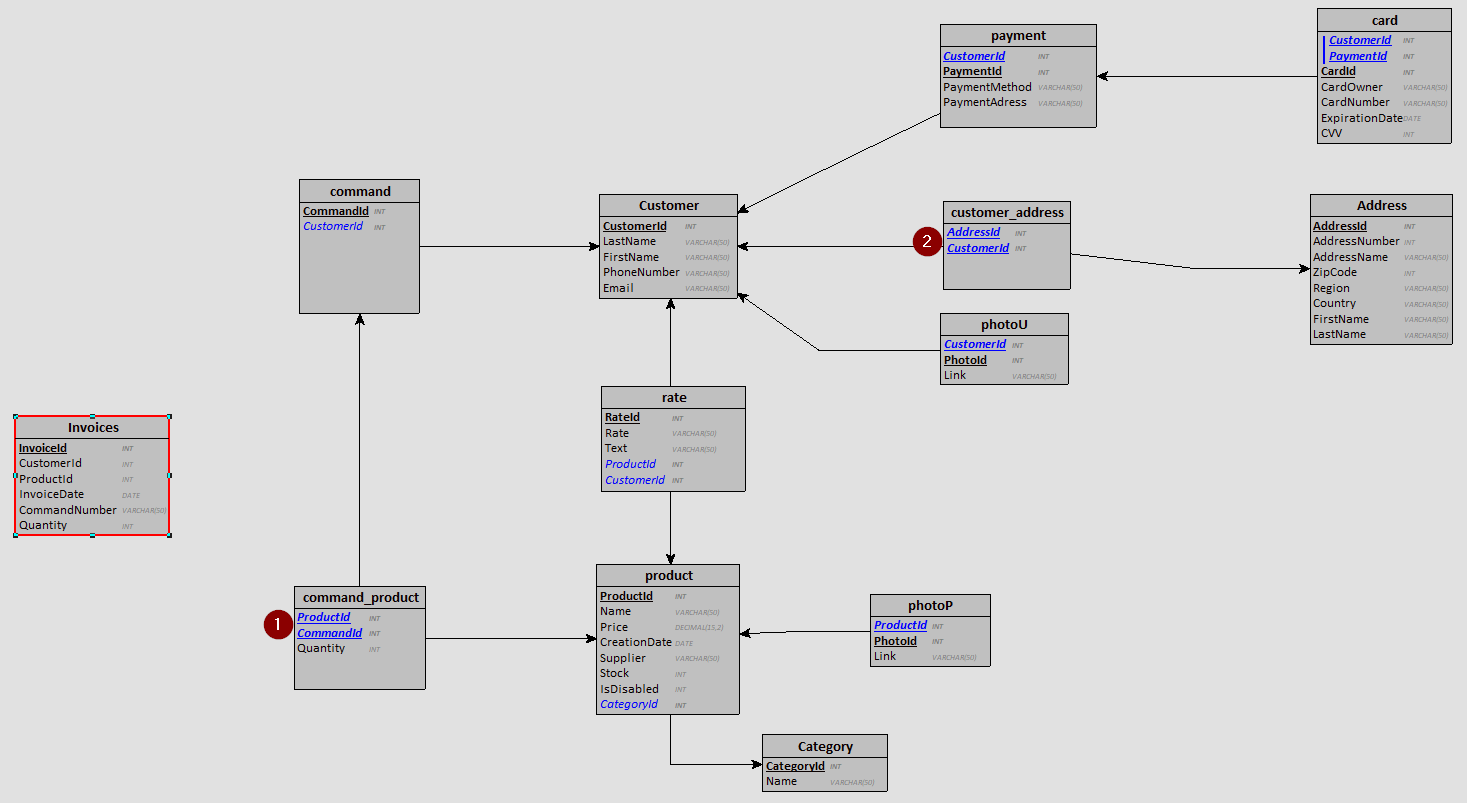 card
CustomerId INT
PaymentId INT
CardId INT
CardOwner VARCHAR(50)
CardNumber VARCHAR(50)
ExpirationDate DATE
CVV INT
payment
CustomerId INT
PaymentId INT
PaymentMethod VARCHAR(50)
PaymentAdress VARCHAR(50)
command
CommandId INT
CustomerId INT
Customer
CustomerId INT
LastName VARCHAR(50)
FirstName VARCHAR(50)
PhoneNumber VARCHAR(50)
Email VARCHAR(50)
2
customer_address
AddressId INT
CustomerId INT
Address
AddressId INT
AddressNumber INT
AddressName VARCHAR(50)
ZipCode INT
Region VARCHAR(50)
Country VARCHAR(50)
FirstName VARCHAR(50)
LastName VARCHAR(50)
photoU
CustomerId INT
PhotoId INT
Link VARCHAR(50)
rate
RateId INT
Rate VARCHAR(50)
Text VARCHAR(50)
ProductId INT
CustomerId INT
Invoices
InvoiceId INT
CustomerId INT
ProductId INT
InvoiceDate DATE
CommandNumber VARCHAR(50)
Quantity INT
1
command_product
ProductId INT
CommandId INT
Quantity INT
product
ProductId INT
Name VARCHAR(50)
Price DECIMAL(15,2)
CreationDate DATE
Supplier VARCHAR(50)
Stock INT
IsDisabled INT
CategoryId INT
photoP
ProductId INT
PhotoId INT
Link VARCHAR(50)
Category
CategoryId INT
Name VARCHAR(50)